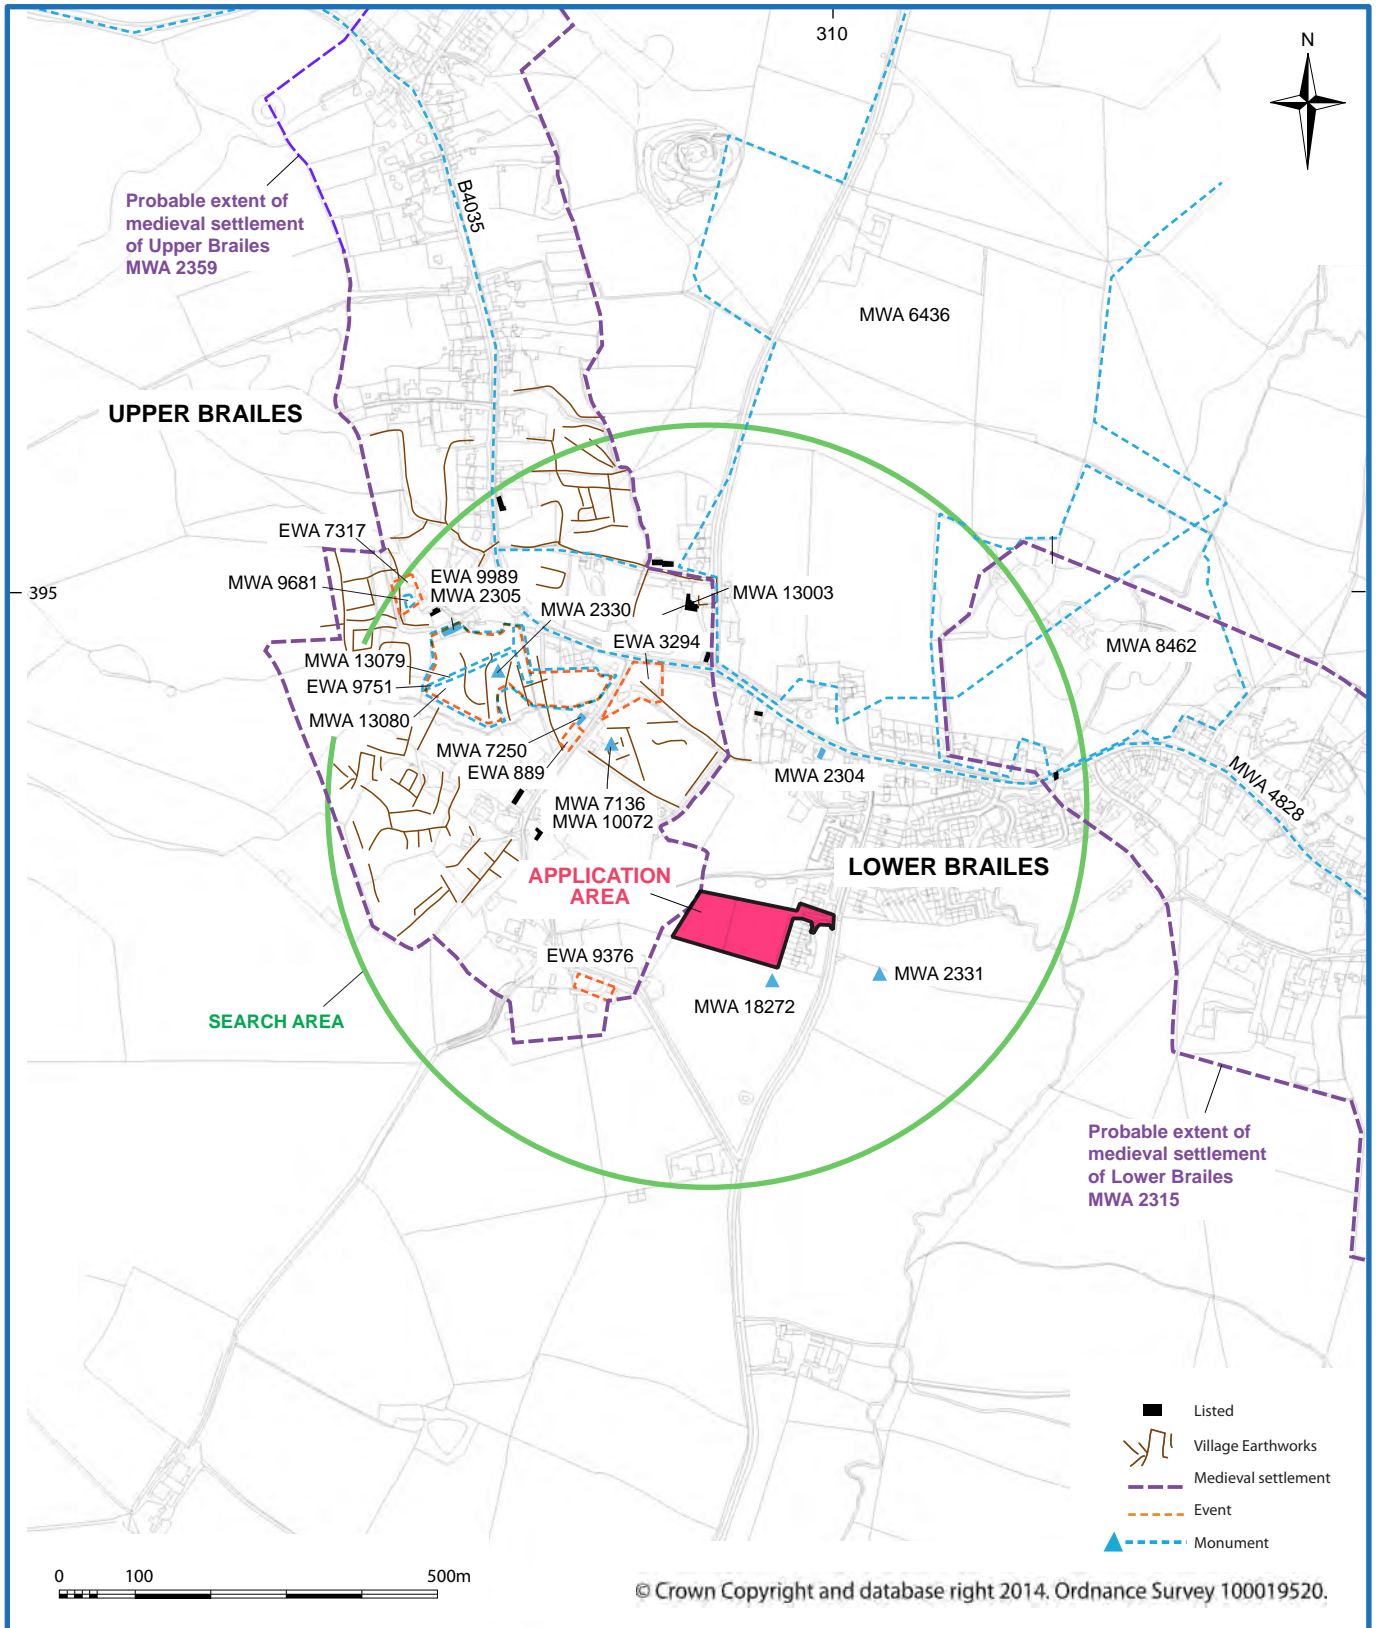 310
N
B4035
Probable extent of
medieval settlement
of Upper Brailes
MWA 2359
MWA 6436
UPPER BRAILES
EWA 7317
EWA 9989
MWA 2305
MWA 9681
395
MWA 2330
MWA 13003
EWA 3294
MWA 8462
MWA 13079
EWA 9751
MWA 13080
MWA 7250
EWA 889
MWA 2304
MWA 4828
MWA 7136
MWA 10072
LOWER BRAILES
APPLICATION
AREA
EWA 9376
MWA 2331
MWA 18272
SEARCH AREA
Probable extent of
medieval settlement
of Lower Brailes
MWA 2315
Listed
Village Earthworks
Medieval settlement
Event
Monument
0 100 500m
© Crown Copyright and database right 2014. Ordnance Survey 100019520.